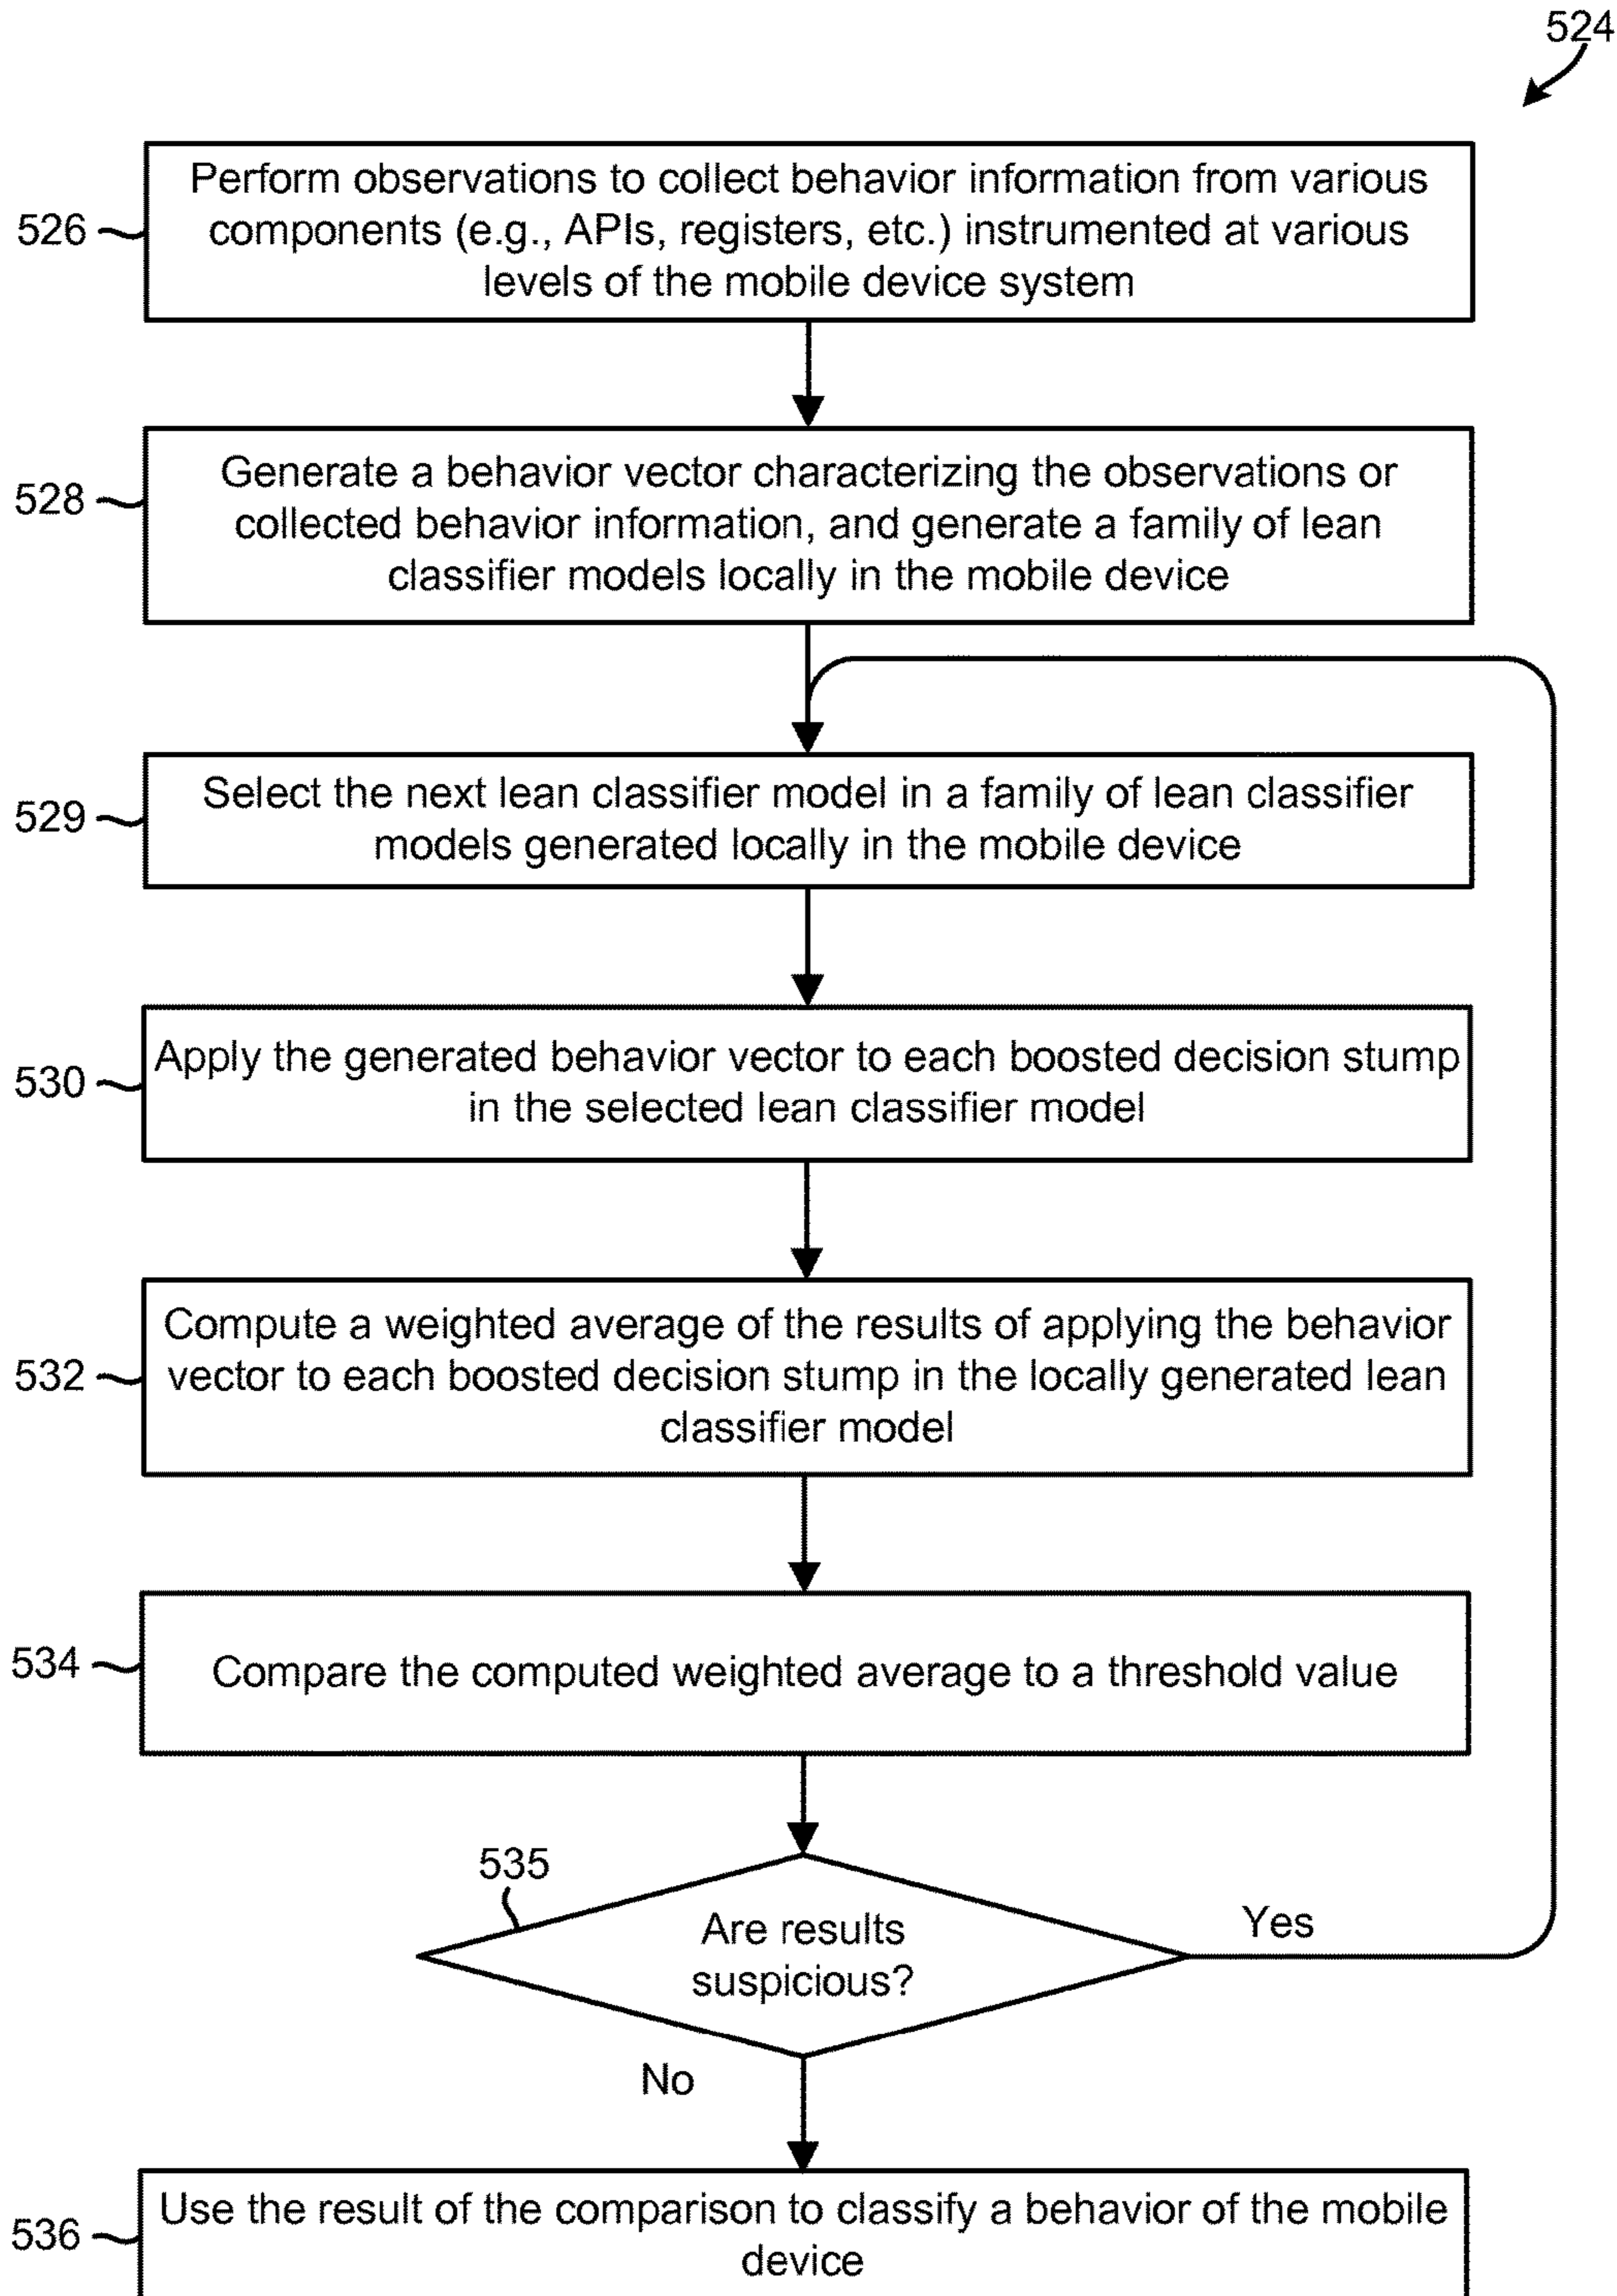 524
526
Perform observations to collect behavior information from various
components (e.g., APIs, registers, etc.) instrumented at various
levels of the mobile device system
528
Generate a behavior vector characterizing the observations or
collected behavior information, and generate a family of lean
classifier models locally in the mobile device
529
Select the next lean classifier model in a family of lean classifier
models generated locally in the mobile device
530
Apply the generated behavior vector to each boosted decision stump
in the selected lean classifier model
532
Compute a weighted average of the results of applying the behavior
vector to each boosted decision stump in the locally generated lean
classifier model
534
Compare the computed weighted average to a threshold value
535
Are results
suspicious?
Yes
No
536
Use the result of the comparison to classify a behavior of the mobile
device